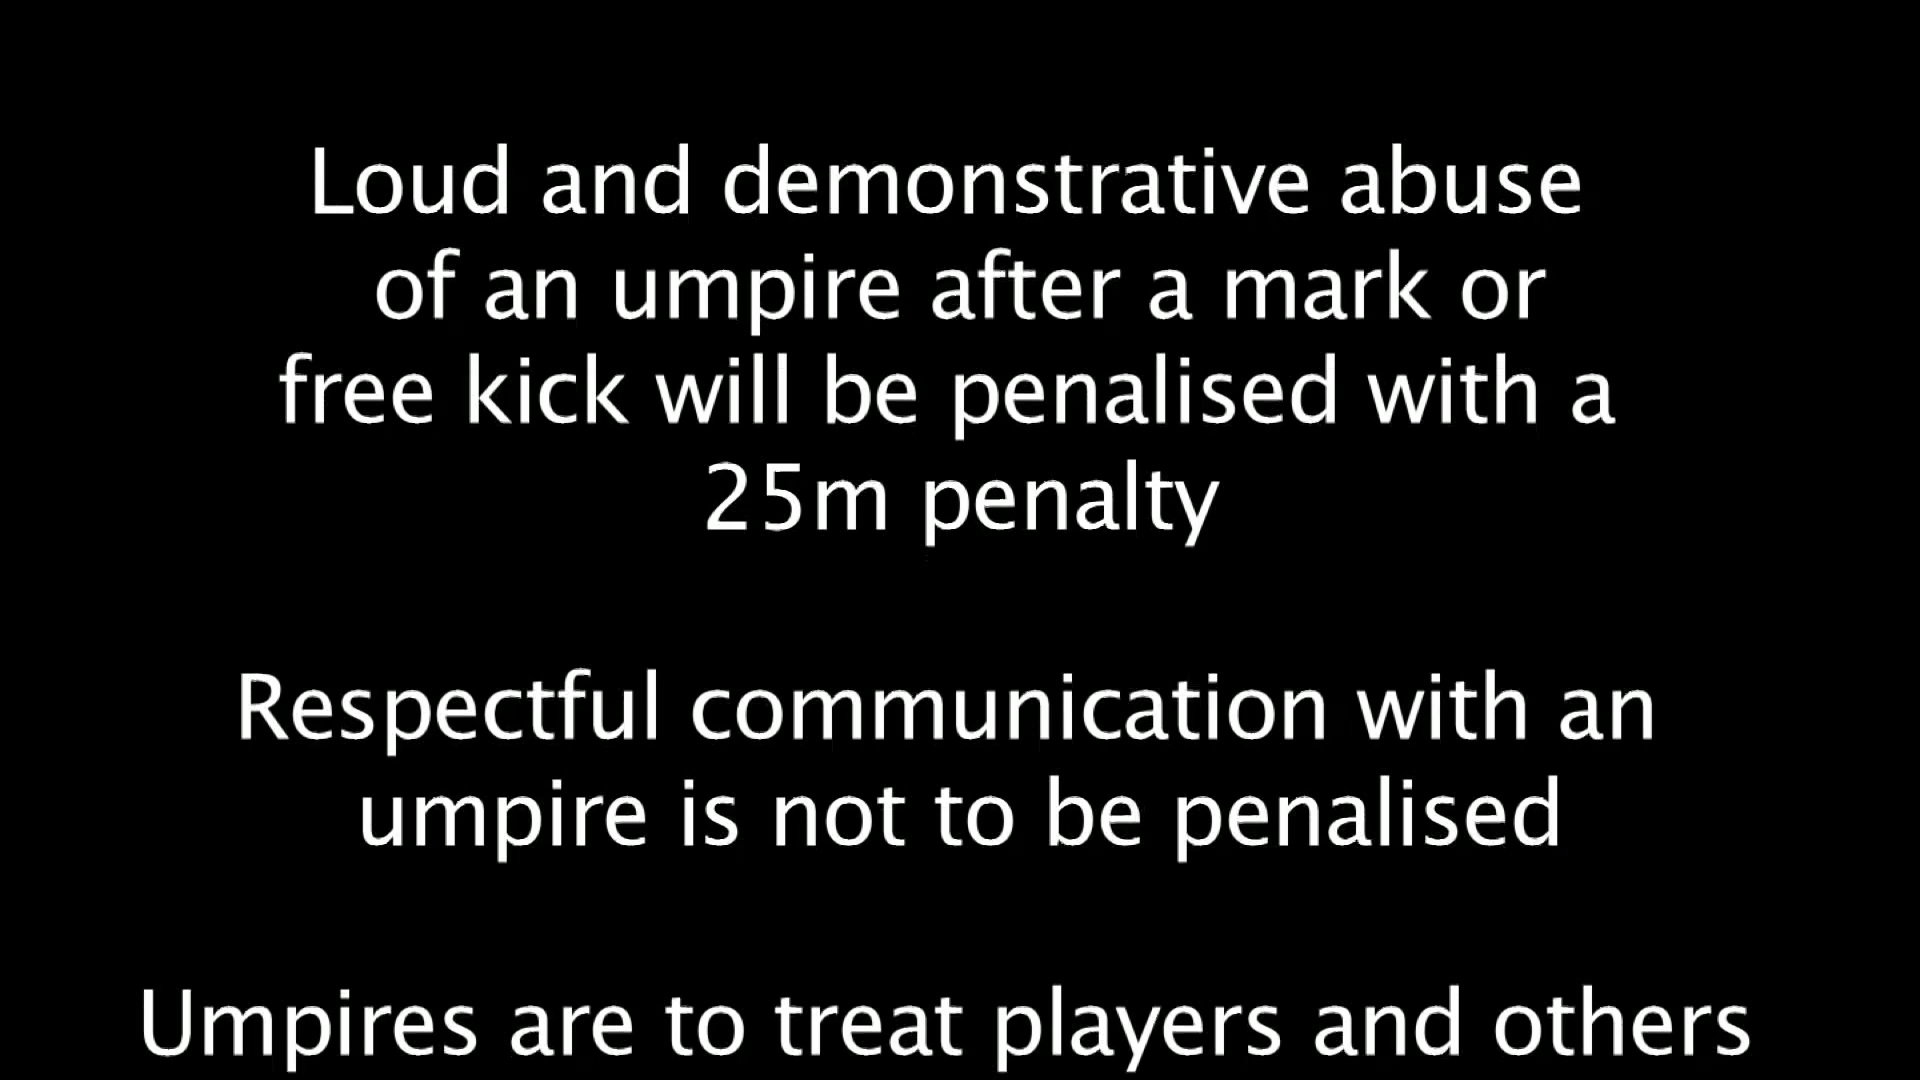 Loud and demonstrative abuse
of an umpire after a mark or
free kick will be penalised with a
25m penalty
Respectful communication with an
umpire is not to be penalised
Umpires are to treat players and others